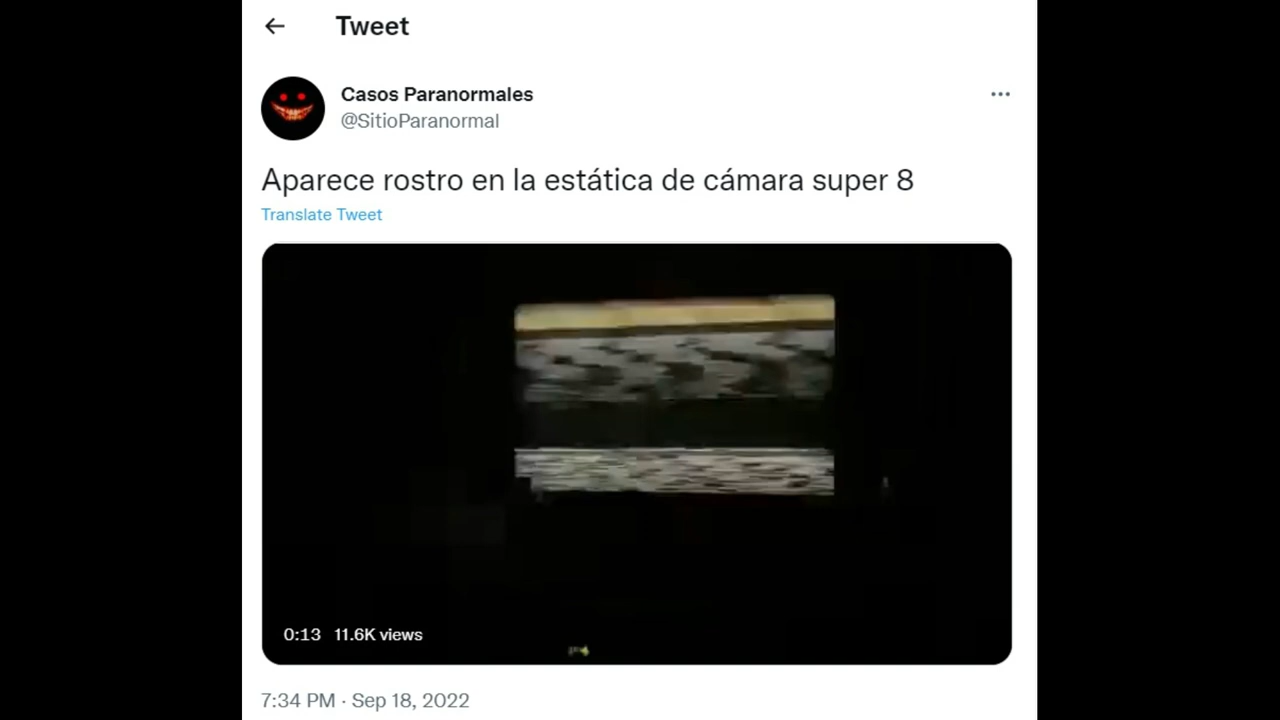 Tweet
Casos Paranormales
@SitioParanormal
Aparece rostro en la estática de cámara super 8
Translate Tweet
0:13 11.6K views
7:34 PM · Sep 18, 2022